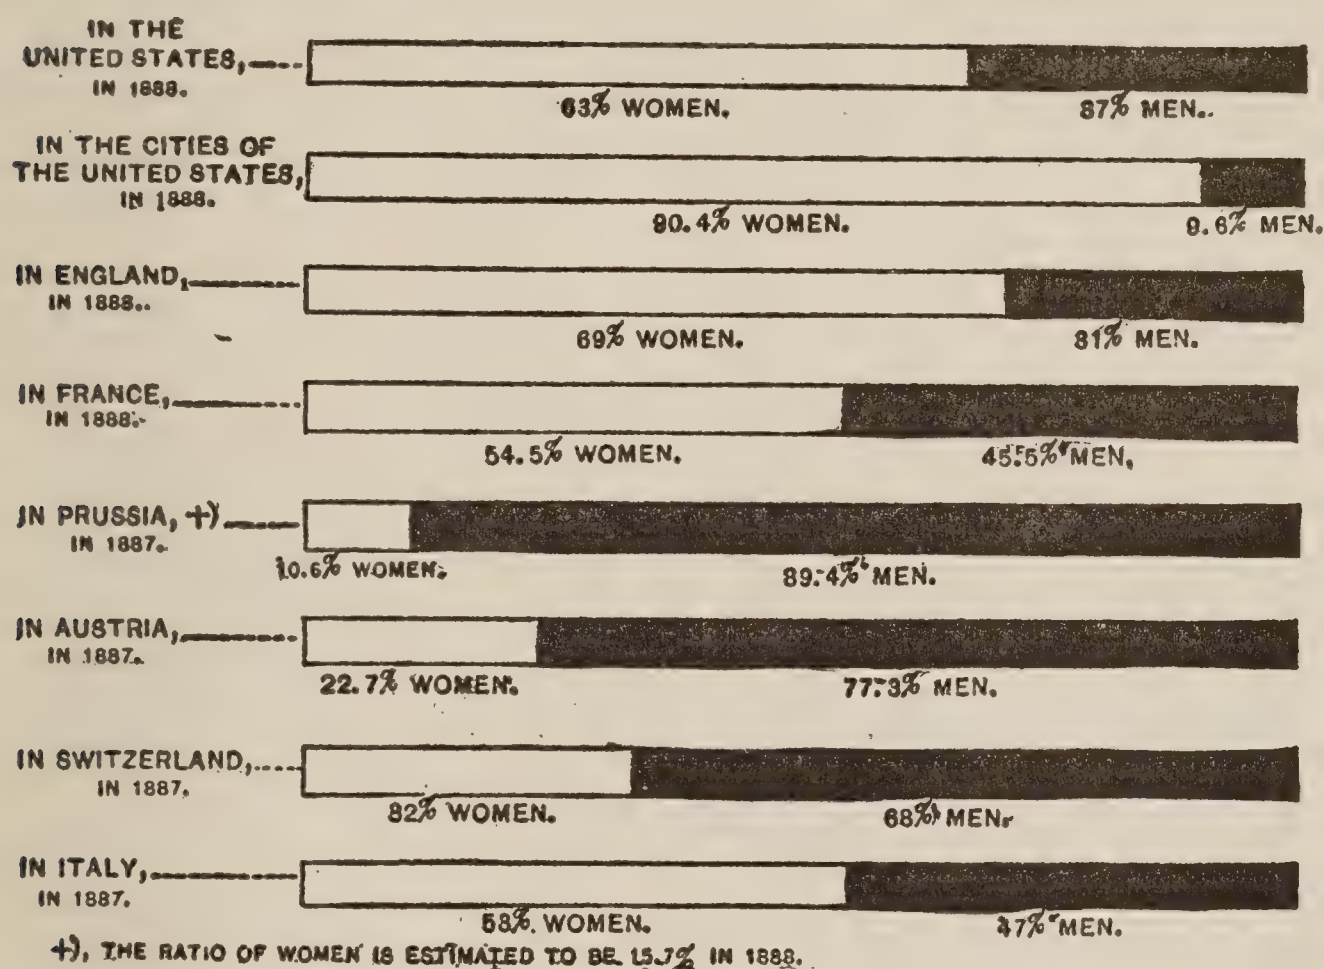 IN THE
UNITED STATES,
IN 1888.
63% WOMEN. 37% MEN.
IN THE CITIES OF
THE UNITED STATES,
IN 1888.
90.4% WOMEN. 9.6% MEN.
IN ENGLAND,
IN 1888.
69% WOMEN. 31% MEN.
IN FRANCE,
IN 1888.
54.5% WOMEN. 45.5% MEN.
IN PRUSSIA, +)
IN 1887.
10.6% WOMEN. 89.4% MEN.
IN AUSTRIA,
IN 1887.
22.7% WOMEN. 77.3% MEN.
IN SWITZERLAND,
IN 1887.
32% WOMEN. 68% MEN.
IN ITALY,
IN 1887.
53% WOMEN. 47% MEN.
+), THE RATIO OF WOMEN IS ESTIMATED TO BE 15.7% IN 1888.